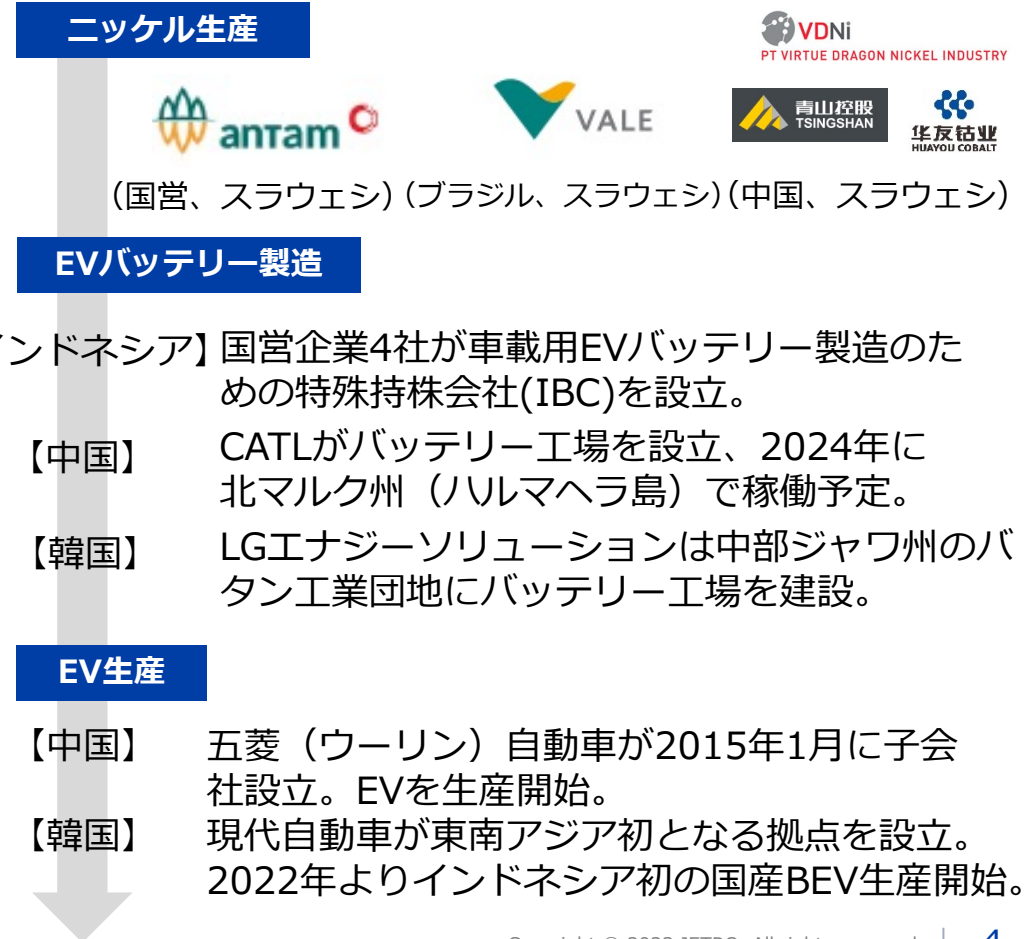 ニッケル生産
VDNi
PT VIRTUE DRAGON NICKEL INDUSTRY
antam
VALE
青山控股
TSINGSHAN
华友钴业
HUAYOU COBALT
（国営、スラウェシ）（ブラジル、スラウェシ）（中国、スラウェシ）
EVバッテリー製造
ンドネシア】国営企業4社が車載用EVバッテリー製造のた
めの特殊持株会社(IBC)を設立。
【中国】 CATLがバッテリー工場を設立、2024年に
北マルク州（ハルマヘラ島）で稼働予定。
【韓国】 LGエナジーソリューションは中部ジャワ州のバ
タン工業団地にバッテリー工場を建設。
EV生産
【中国】 五菱（ウーリン）自動車が2015年1月に子会
社設立。EVを生産開始。
【韓国】 現代自動車が東南アジア初となる拠点を設立。
2022年よりインドネシア初の国産BEV生産開始。